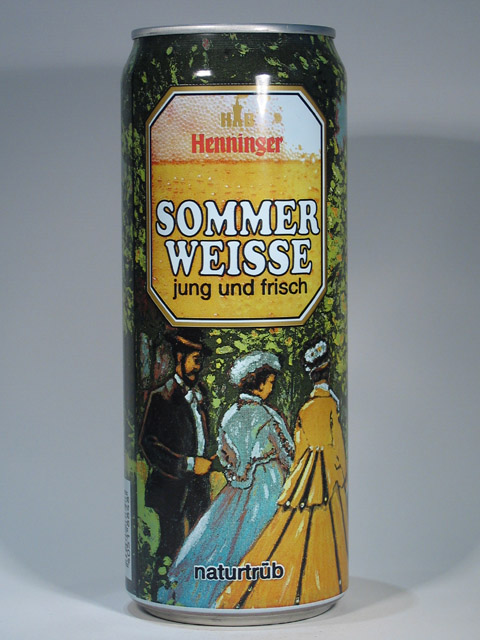 H B
Henninger
SOMMER
WEISSE
jung und frisch
naturtrüb